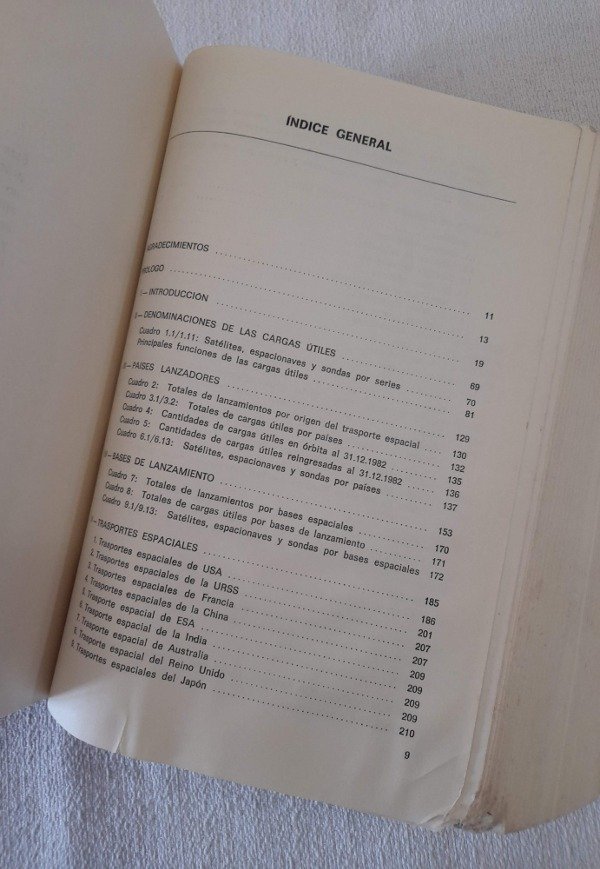 ÍNDICE GENERAL
AGRADECIMIENTOS 11
PRÓLOGO 13
I — INTRODUCCIÓN 19
II — DENOMINACIONES DE LAS CARGAS ÚTILES 69
Cuadro 1.1/1.11: Satélites, espacionaves y sondas por series 70
Principales funciones de las cargas útiles 81
— PAÍSES LANZADORES 129
Cuadro 2: Totales de lanzamientos por origen del trasporte espacial 130
Cuadro 3.1/3.2: Totales de cargas útiles por países 132
Cuadro 4: Cantidades de cargas útiles en órbita al 31.12.1982 135
Cuadro 5: Cantidades de cargas útiles reingresadas al 31.12.1982 136
Cuadro 6.1/6.13: Satélites, espacionaves y sondas por países 137
— BASES DE LANZAMIENTO 153
Cuadro 7: Totales de lanzamientos por bases espaciales 170
Cuadro 8: Totales de cargas útiles por bases de lanzamiento 171
Cuadro 9.1/9.13: Satélites, espacionaves y sondas por bases espaciales 172
— TRASPORTES ESPACIALES 185
1. Trasportes espaciales de USA 186
2. Trasportes espaciales de la URSS 201
3. Trasportes espaciales de Francia 207
4. Trasportes espaciales de la China 207
5. Trasporte espacial de ESA 209
6. Trasporte espacial de la India 209
7. Trasporte espacial de Australia 209
8. Trasporte espacial del Reino Unido 209
9. Trasportes espaciales del Japón 210
9